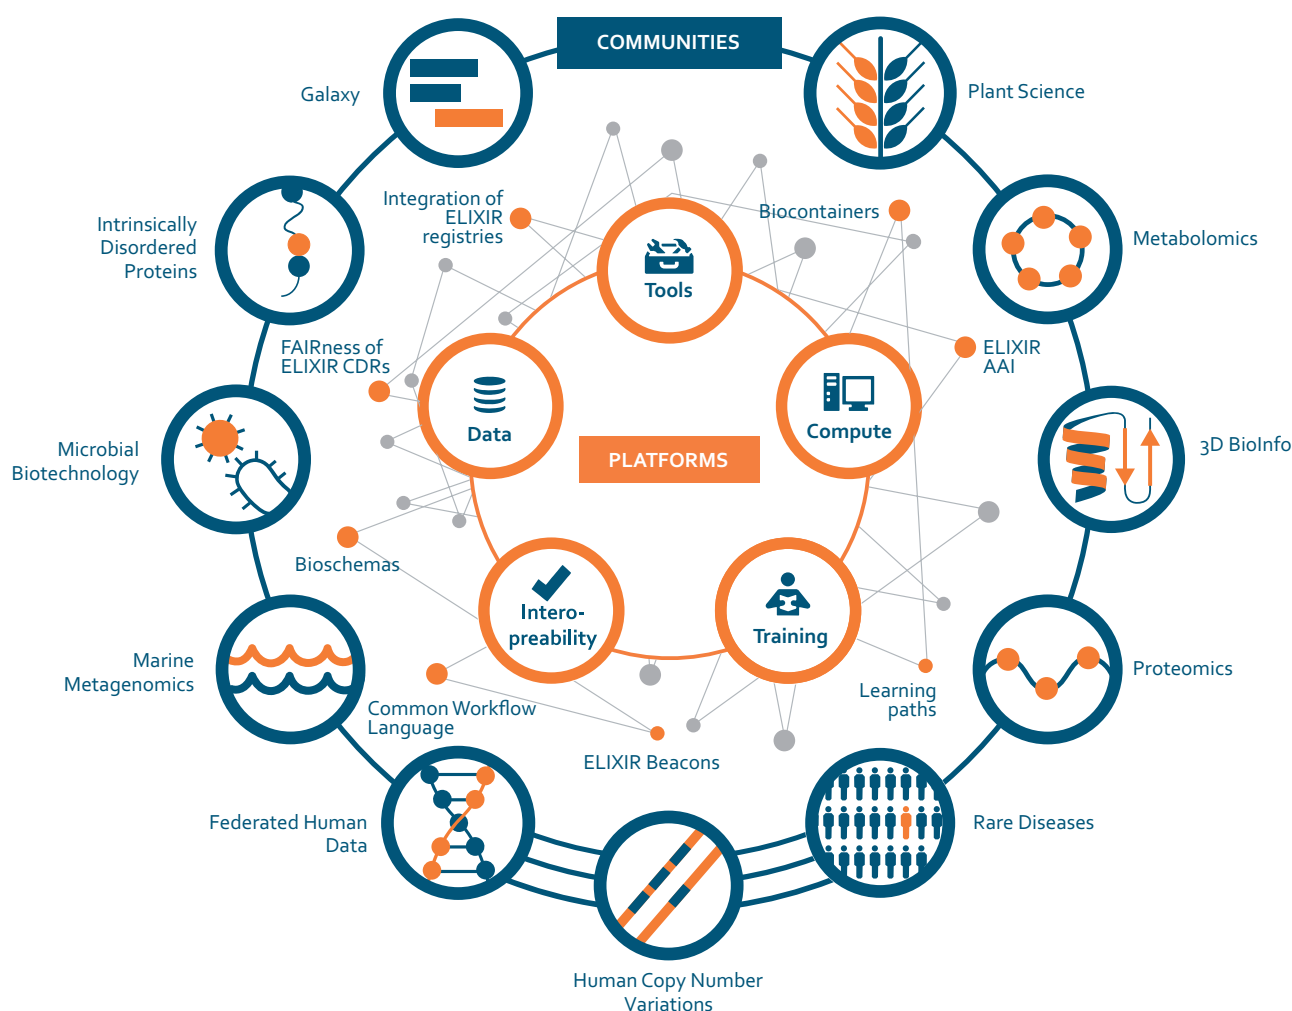 COMMUNITIES
Galaxy
Plant Science
Integration of
ELIXIR
registries
Biocontainers
Intrinsically
Disordered
Proteins
Metabolomics
Tools
FAIRness of
ELIXIR CDRs
ELIXIR
AAI
Data
Compute
PLATFORMS
Microbial
Biotechnology
3D BioInfo
Bioschemas
Intero-
preability
Training
Marine
Metagenomics
Proteomics
Common Workflow
Language
Learning
paths
ELIXIR Beacons
Federated Human
Data
Rare Diseases
Human Copy Number
Variations